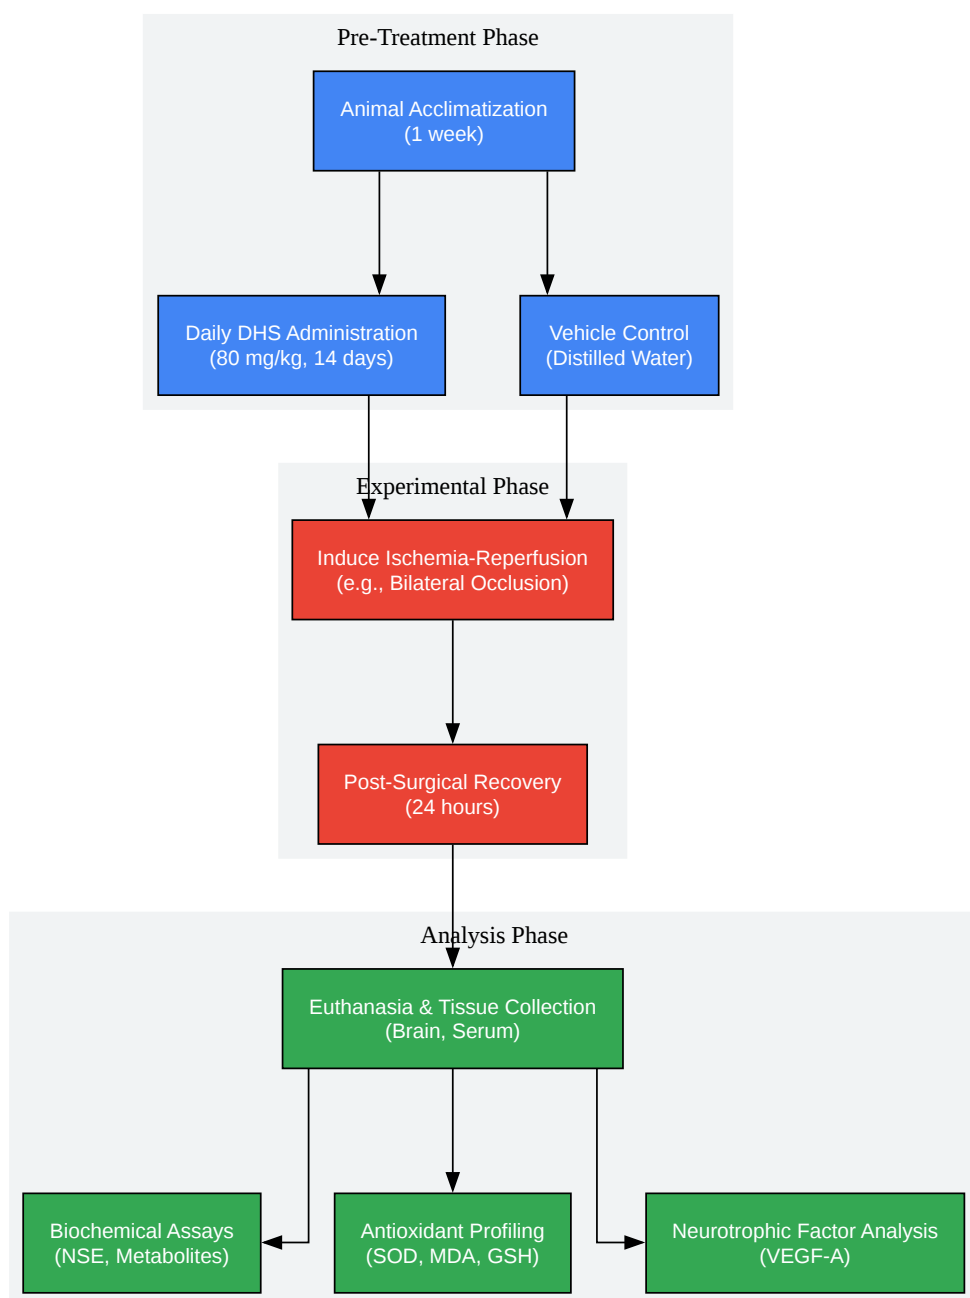 Pre-Treatment Phase
Animal Acclimatization
(1 week)
Daily DHS Administration
(80 mg/kg, 14 days)
Vehicle Control
(Distilled Water)
Experimental Phase
Induce Ischemia-Reperfusion
(e.g., Bilateral Occlusion)
Post-Surgical Recovery
(24 hours)
Analysis Phase
Euthanasia & Tissue Collection
(Brain, Serum)
Biochemical Assays
(NSE, Metabolites)
Antioxidant Profiling
(SOD, MDA, GSH)
Neurotrophic Factor Analysis
(VEGF-A)